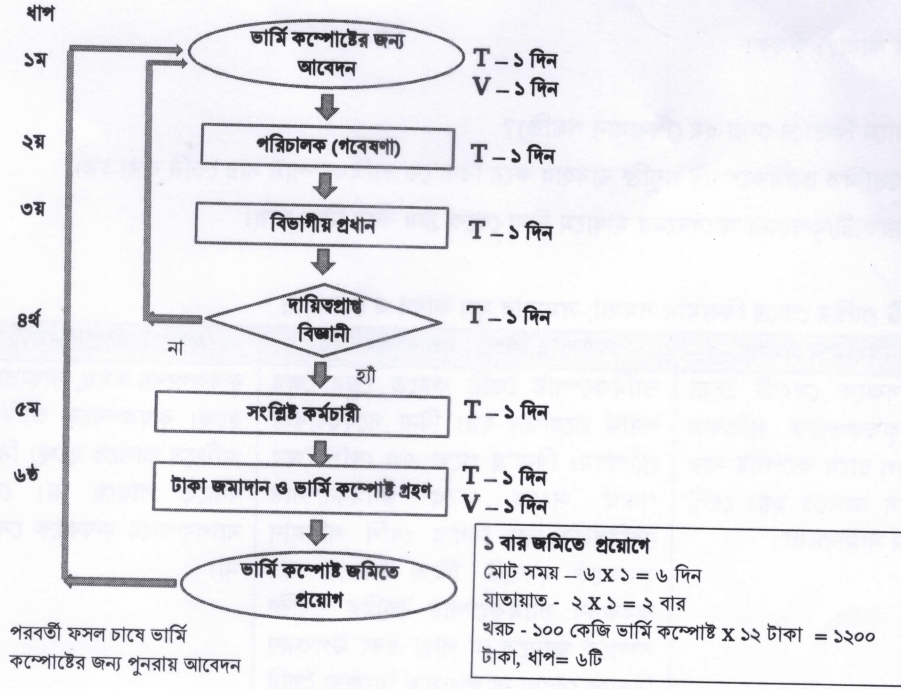 ধাপ
১ম
ভার্মি কম্পোষ্টের জন্য
আবেদন
T – ১ দিন
V – ১ দিন
২য়
পরিচালক (গবেষণা)
T – ১ দিন
৩য়
বিভাগীয় প্রধান
T – ১ দিন
৪র্থ
দায়িতপ্রাপ্ত
বিজ্ঞানী
T – ১ দিন
না
হ্যাঁ
৫ম
সংশ্লিষ্ট কর্মচারী
T – ১ দিন
৬ষ্ঠ
টাকা জমাদান ও ভার্মি কম্পোষ্ট গ্রহণ
T – ১ দিন
V – ১ দিন
ভার্মি কম্পোষ্ট জমিতে
প্রয়োগ
পরবর্তী ফসল চাষে ভার্মি
কম্পোষ্টের জন্য পুনরায় আবেদন
১ বার জমিতে প্রয়োগে
মোট সময় – ৬ X ১ = ৬ দিন
যাতায়াত - ২ X ১ = ২ বার
খরচ – ১০০ কেজি ভার্মি কম্পোষ্ট X ১২ টাকা = ১২০০
টাকা, ধাপ= ৬টি